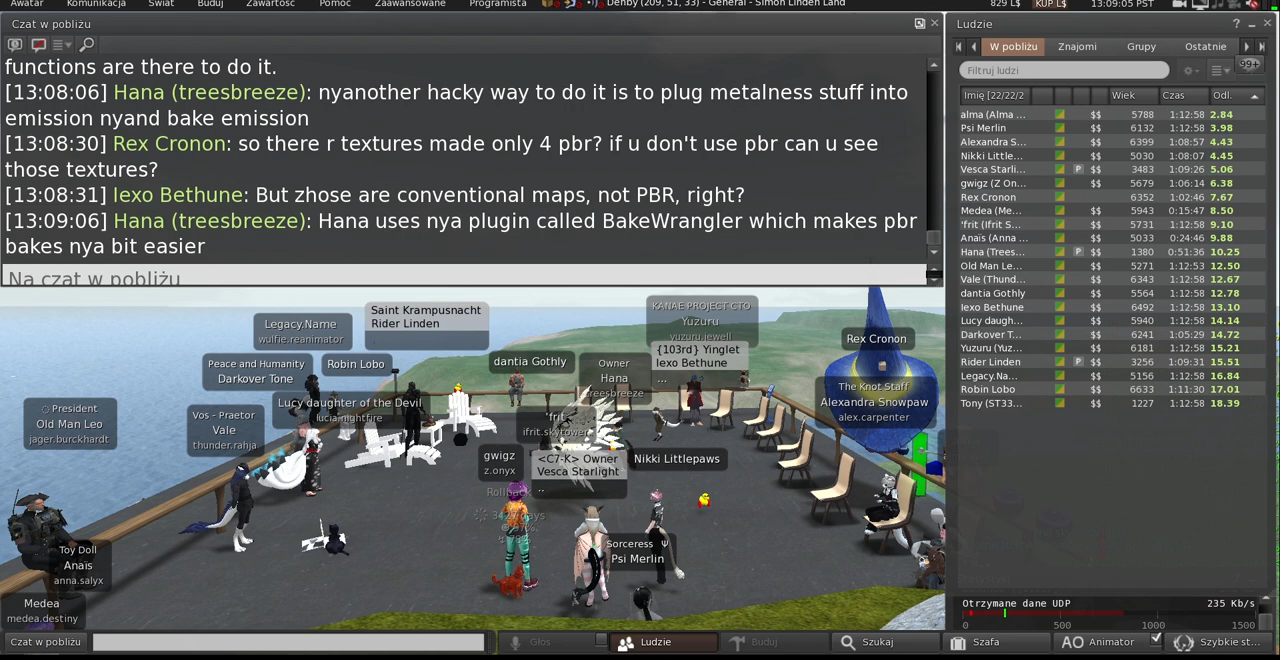 Awatar Komunikacja Świat Buduj Zawartość Pomoc Zaawansowane Programista Denby (209, 51, 33) - General - Simon Linden Land 829 L$ KUP L$ 13:09:05 PST
Czat w pobliżu
functions are there to do it.
[13:08:06] Hana (treesbreeze): nyanother hacky way to do it is to plug metalness stuff into
emission nyand bake emission
[13:08:30] Rex Cronon: so there r textures made only 4 pbr? if u don't use pbr can u see
those textures?
[13:08:31] Iexo Bethune: But zhose are conventional maps, not PBR, right?
[13:09:06] Hana (treesbreeze): Hana uses nya plugin called BakeWrangler which makes pbr
bakes nya bit easier
Na czat w pobliżu
Saint Krampusnacht
Rider Linden
Legacy.Name
wulfie.reanimator
KANAE PROJECT CTO
Yuzuru
yuzuru.jewell
{103rd} Yinglet
Iexo Bethune
...
Rex Cronon
Peace and Humanity
Darkover Tone
Robin Lobo
dantia Gothly
Owner
Hana
treesbreeze
The Knot Staff
Alexandra Snowpaw
alex.carpenter
President
Old Man Leo
jager.burckhardt
Vos - Praetor
Vale
thunder.rahja
Lucy daughter of the Devil
lucia.nightfire
'frit
ifrit.skytower
gwigz
z.onyx
<C7-K> Owner
Vesca Starlight
..
Nikki Littlepaws
Rollback
Sorceress Ψ
Psi Merlin
Toy Doll
Anaïs
anna.salyx
Medea
medea.destiny
Ludzie
? _ ×
W pobliżu Znajomi Grupy Ostatnie
99+
Filtruj ludzi
Imię [22/22/2 Wiek Czas Odl.
alma (Alma ... $$ 5788 1:12:58 2.84
Psi Merlin $$ 6132 1:12:58 3.98
Alexandra S... $$ 6399 1:08:57 4.43
Nikki Little... $$ 5030 1:08:07 4.45
Vesca Starli... P $$ 3483 1:09:26 5.06
gwigz (Z On... $$ 5679 1:06:14 6.38
Rex Cronon 6352 1:02:46 7.67
Medea (Me... $$ 5943 0:15:47 8.50
'frit (Ifrit S... $$ 5731 1:12:58 9.10
Anaïs (Anna ... $$ 5033 0:24:46 9.88
Hana (Trees... P $$ 1380 0:51:36 10.25
Old Man Le... $$ 5271 1:12:53 12.50
Vale (Thund... $$ 6343 1:12:58 12.67
dantia Gothly $$ 5564 1:12:58 12.78
Iexo Bethune $$ 6492 1:12:58 13.10
Lucy daugh... $$ 5940 1:12:58 14.14
Darkover T... $$ 6241 1:05:29 14.72
Yuzuru (Yuz... $$ 6181 1:12:58 15.21
Rider Linden P $$ 3256 1:09:31 15.51
Legacy.Na... $$ 5156 1:12:58 16.84
Robin Lobo $$ 6633 1:11:30 17.01
Tony (ST33... $$ 1227 1:12:58 18.39
Otrzymane dane UDP 235 Kb/s
0 500 1000 1500
Czat w pobliżu Głos Ludzie Buduj Szukaj Szafa AO Animator Szybkie st...